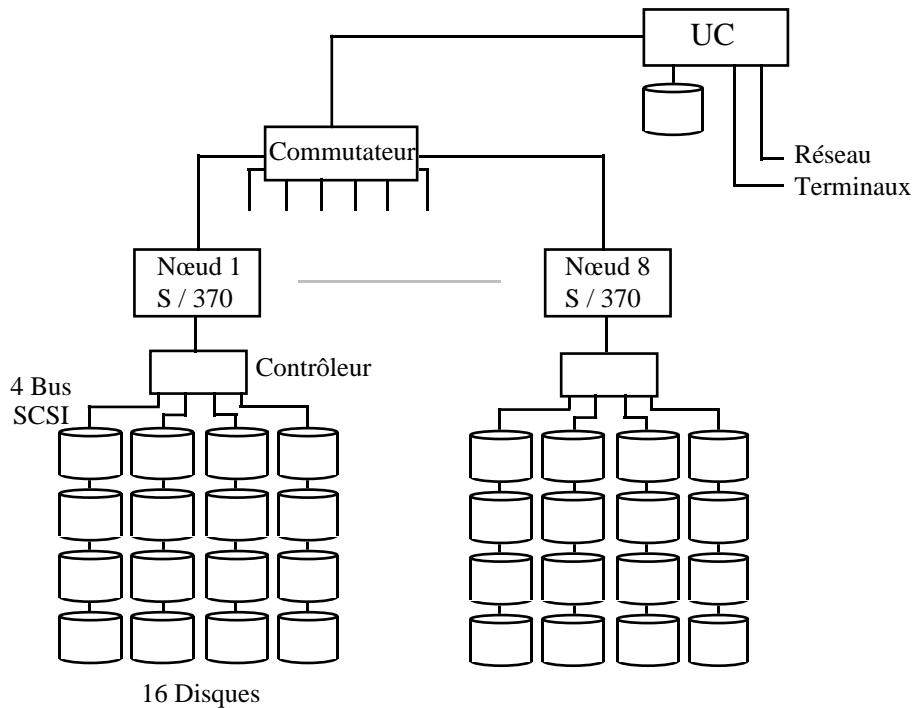 UC
Commutateur
Réseau
Terminaux
Nœud 1
S / 370
Nœud 8
S / 370
Contrôleur
4 Bus
SCSI
16 Disques